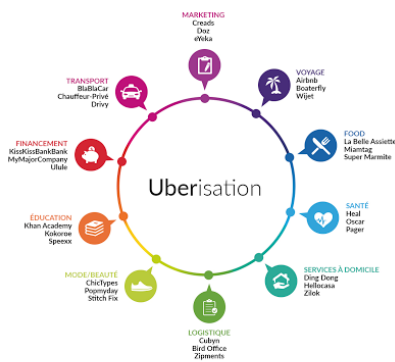 MARKETING
Creads
Doz
eYeka
VOYAGE
Airbnb
Boaterfly
Wijet
FOOD
La Belle Assiette
Miamtag
Super Marmite
SANTÉ
Heal
Oscar
Pager
SERVICES À DOMICILE
Ding Dong
Hellocasa
Zilok
LOGISTIQUE
Cubyn
Bird Office
Zipments
MODE/BEAUTÉ
ChicTypes
Popmyday
Stitch Fix
ÉDUCATION
Khan Academy
Kokoroe
Speexx
FINANCEMENT
KissKissBankBank
MyMajorCompany
Ulule
TRANSPORT
BlaBlaCar
Chauffeur-Privé
Drivy
Uberisation